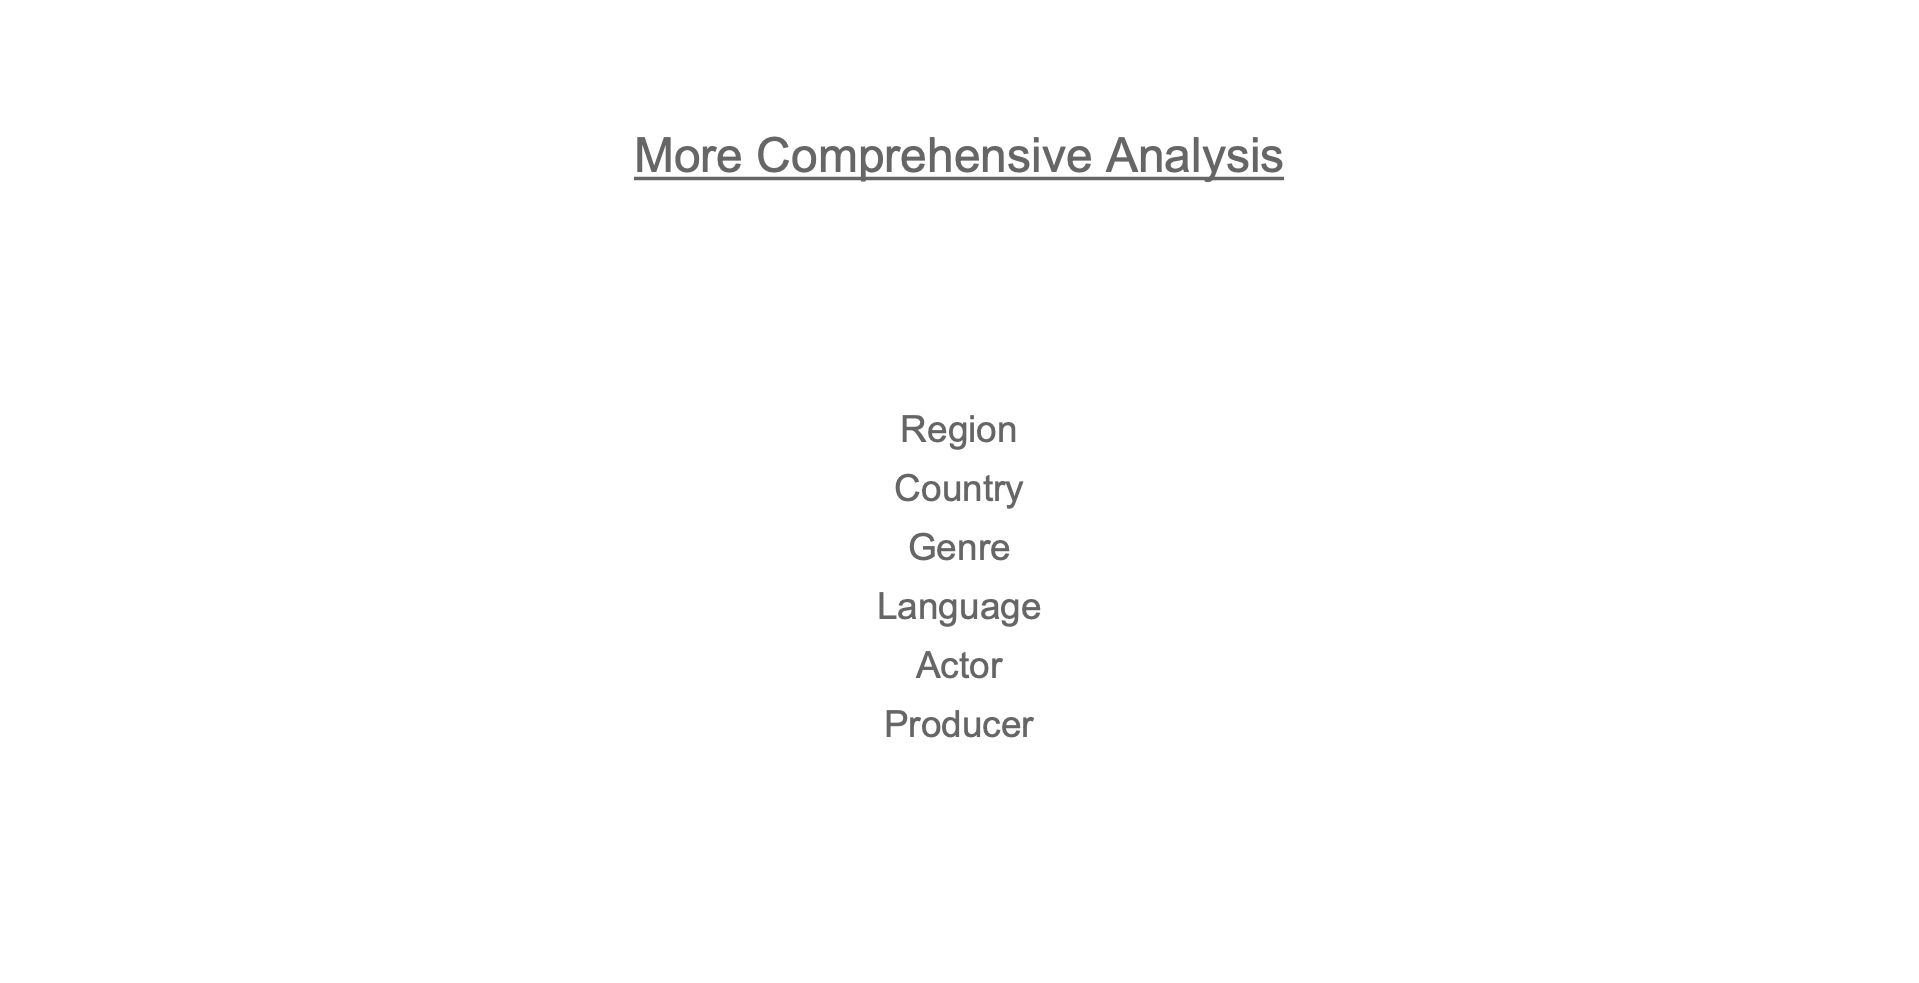 More Comprehensive Analysis
Region
Country
Genre
Language
Actor
Producer